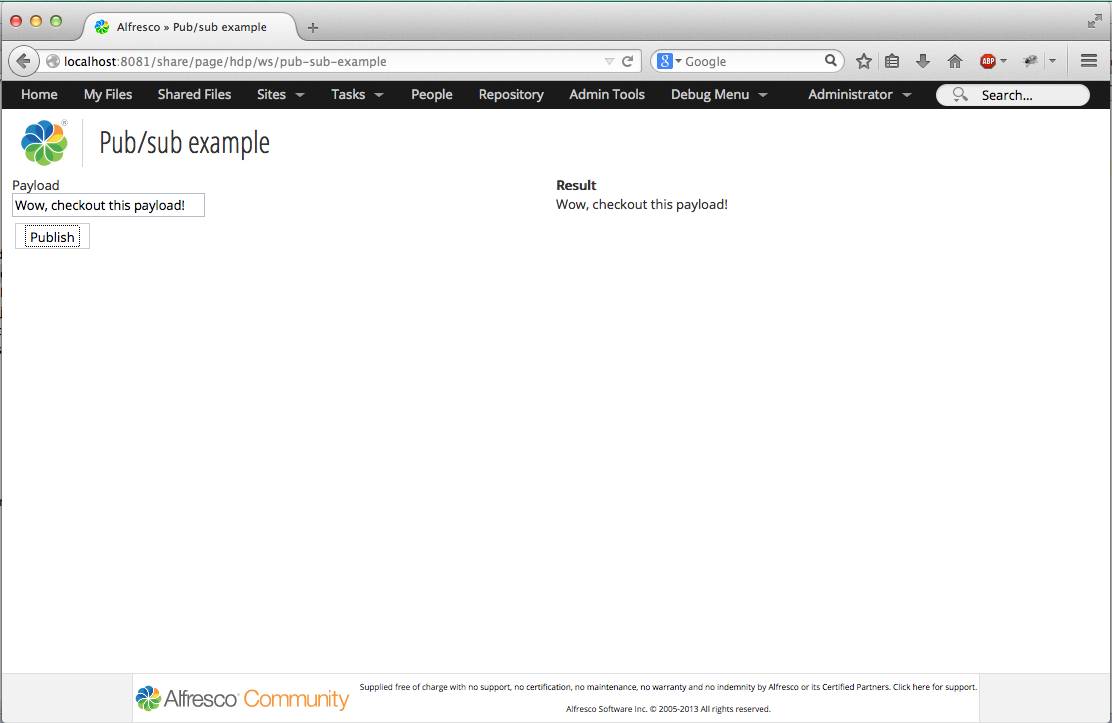 Alfresco » Pub/sub example
localhost:8081/share/page/hdp/ws/pub-sub-example
8 Google
ABP
Home My Files Shared Files Sites Tasks People Repository Admin Tools Debug Menu Administrator Search...
®
Pub/sub example
Payload
Wow, checkout this payload!
Publish
Result
Wow, checkout this payload!
Alfresco® Community
Supplied free of charge with no support, no certification, no maintenance, no warranty and no indemnity by Alfresco or its Certified Partners. Click here for support.
Alfresco Software Inc. © 2005-2013 All rights reserved.